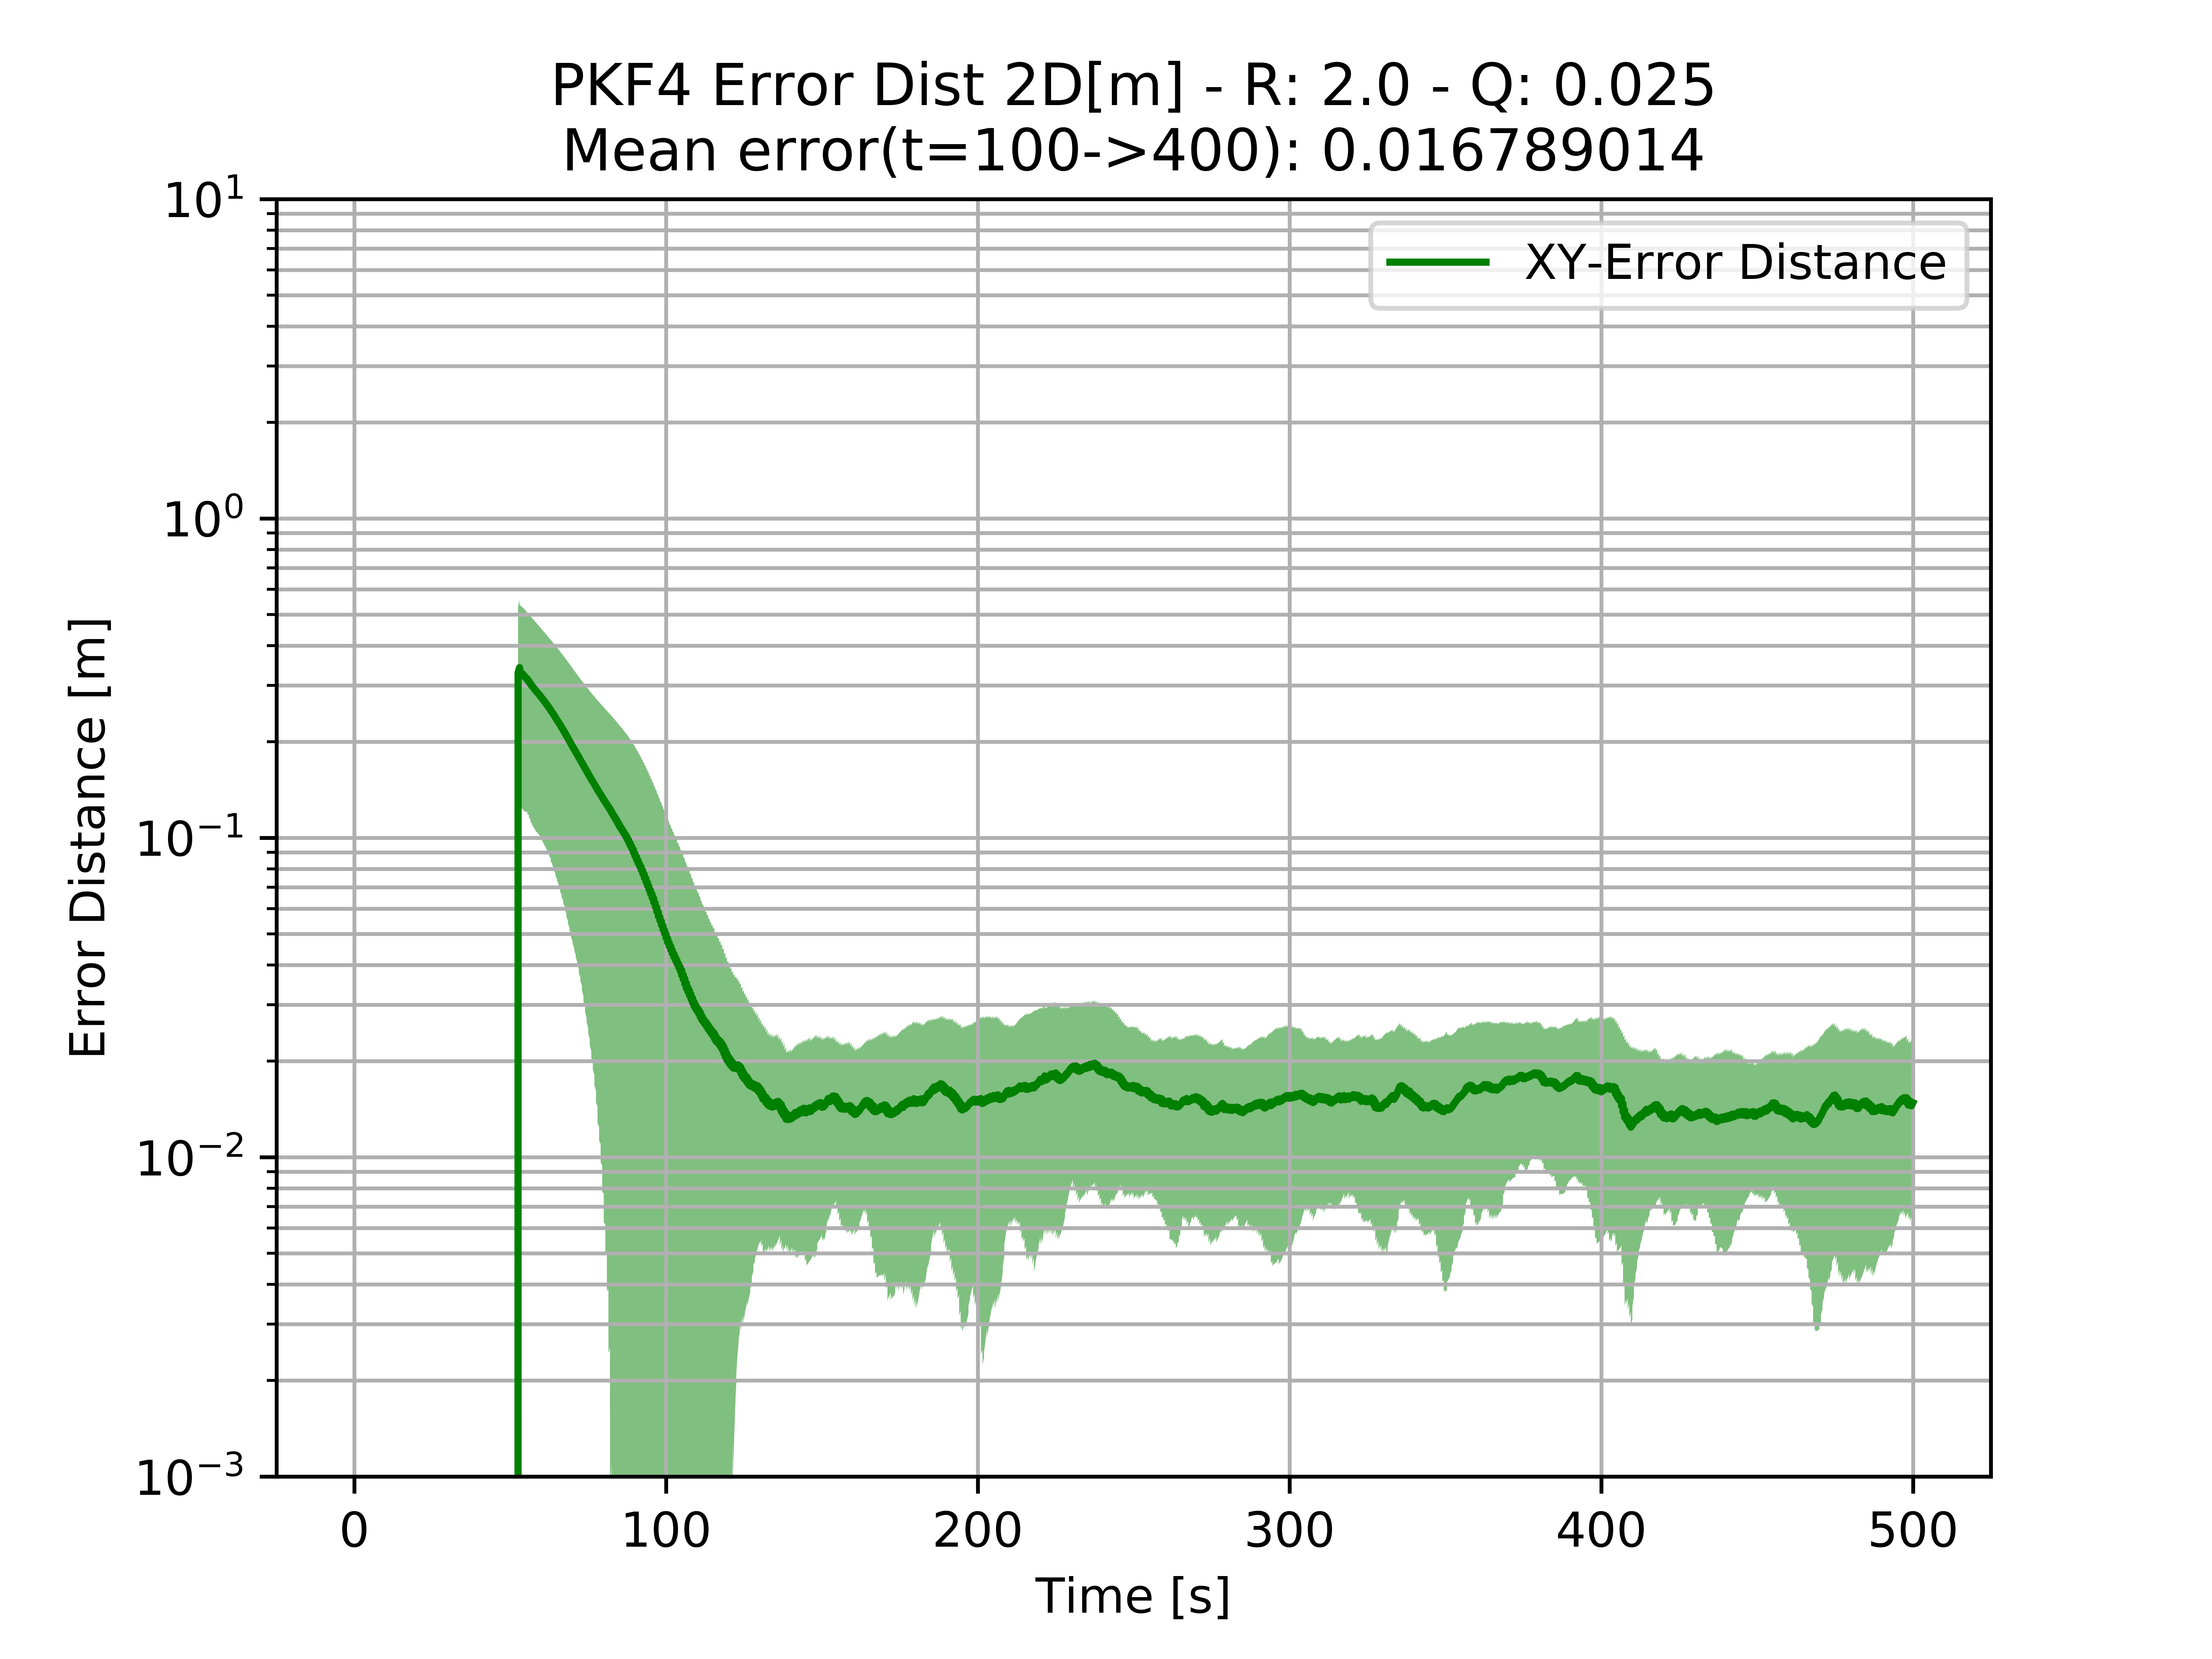 PKF4 Error Dist 2D[m] - R: 2.0 - Q: 0.025
Mean error(t=100->400): 0.016789014
XY-Error Distance
Error Distance [m]
10¹
10⁰
10⁻¹
10⁻²
10⁻³
0 100 200 300 400 500
Time [s]